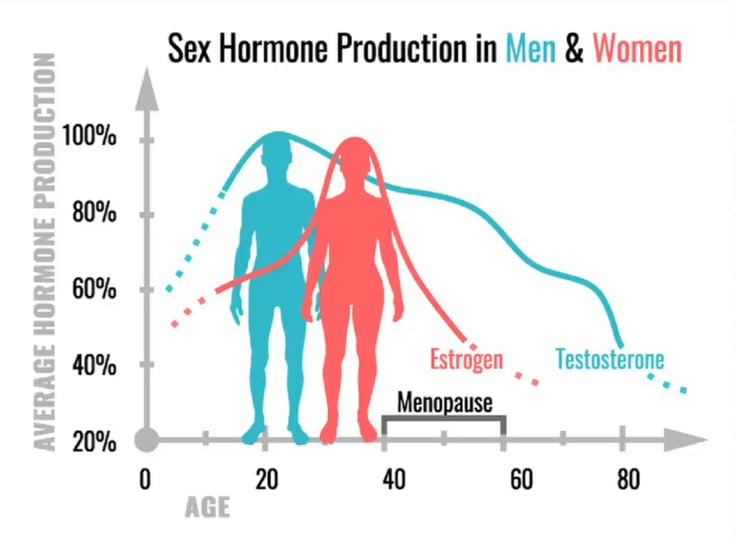 Sex Hormone Production in Men & Women
AVERAGE HORMONE PRODUCTION
100%
80%
60%
40%
20%
Estrogen
Testosterone
Menopause
0
20
40
60
80
AGE